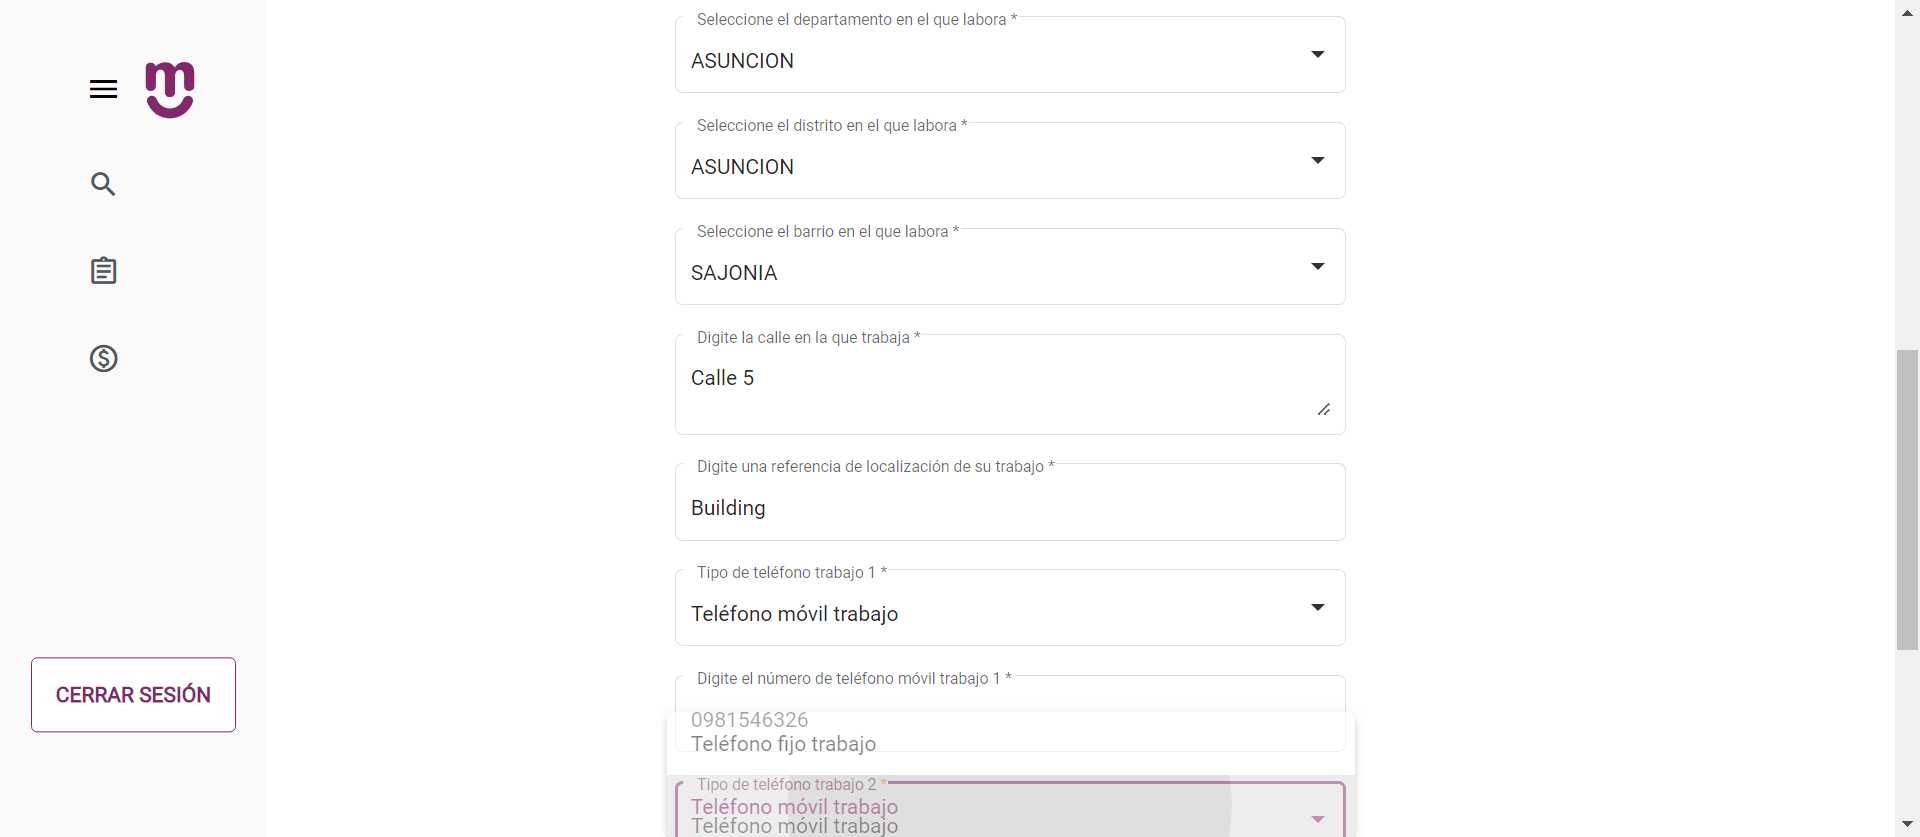 Seleccione el departamento en el que labora *
ASUNCION
Seleccione el distrito en el que labora *
ASUNCION
Seleccione el barrio en el que labora *
SAJONIA
Digite la calle en la que trabaja *
Calle 5
Digite una referencia de localización de su trabajo *
Building
Tipo de teléfono trabajo 1 *
Teléfono móvil trabajo
CERRAR SESIÓN
Digite el número de teléfono móvil trabajo 1 *
0981546326
Teléfono fijo trabajo
Tipo de teléfono trabajo 2 *
Teléfono móvil trabajo
Teléfono móvil trabajo